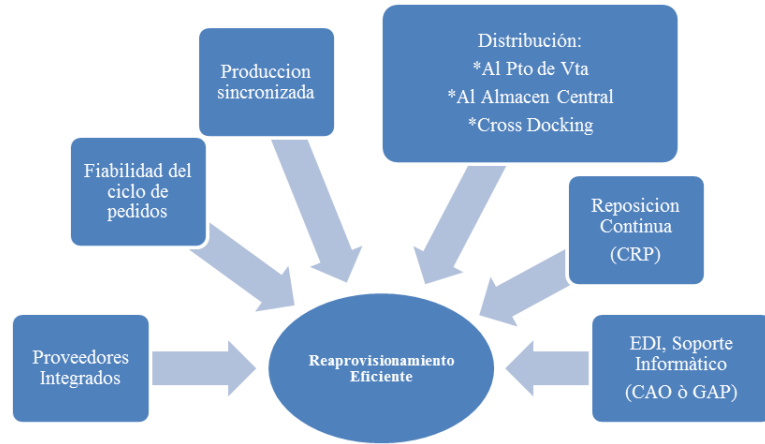 Distribución:
*Al Pto de Vta
*Al Almacen Central
*Cross Docking
Produccion
sincronizada
Fiabilidad del
ciclo de
pedidos
Reposicion
Continua
(CRP)
Proveedores
Integrados
Reaprovisionamiento
Eficiente
EDI, Soporte
Informàtico
(CAO ò GAP)